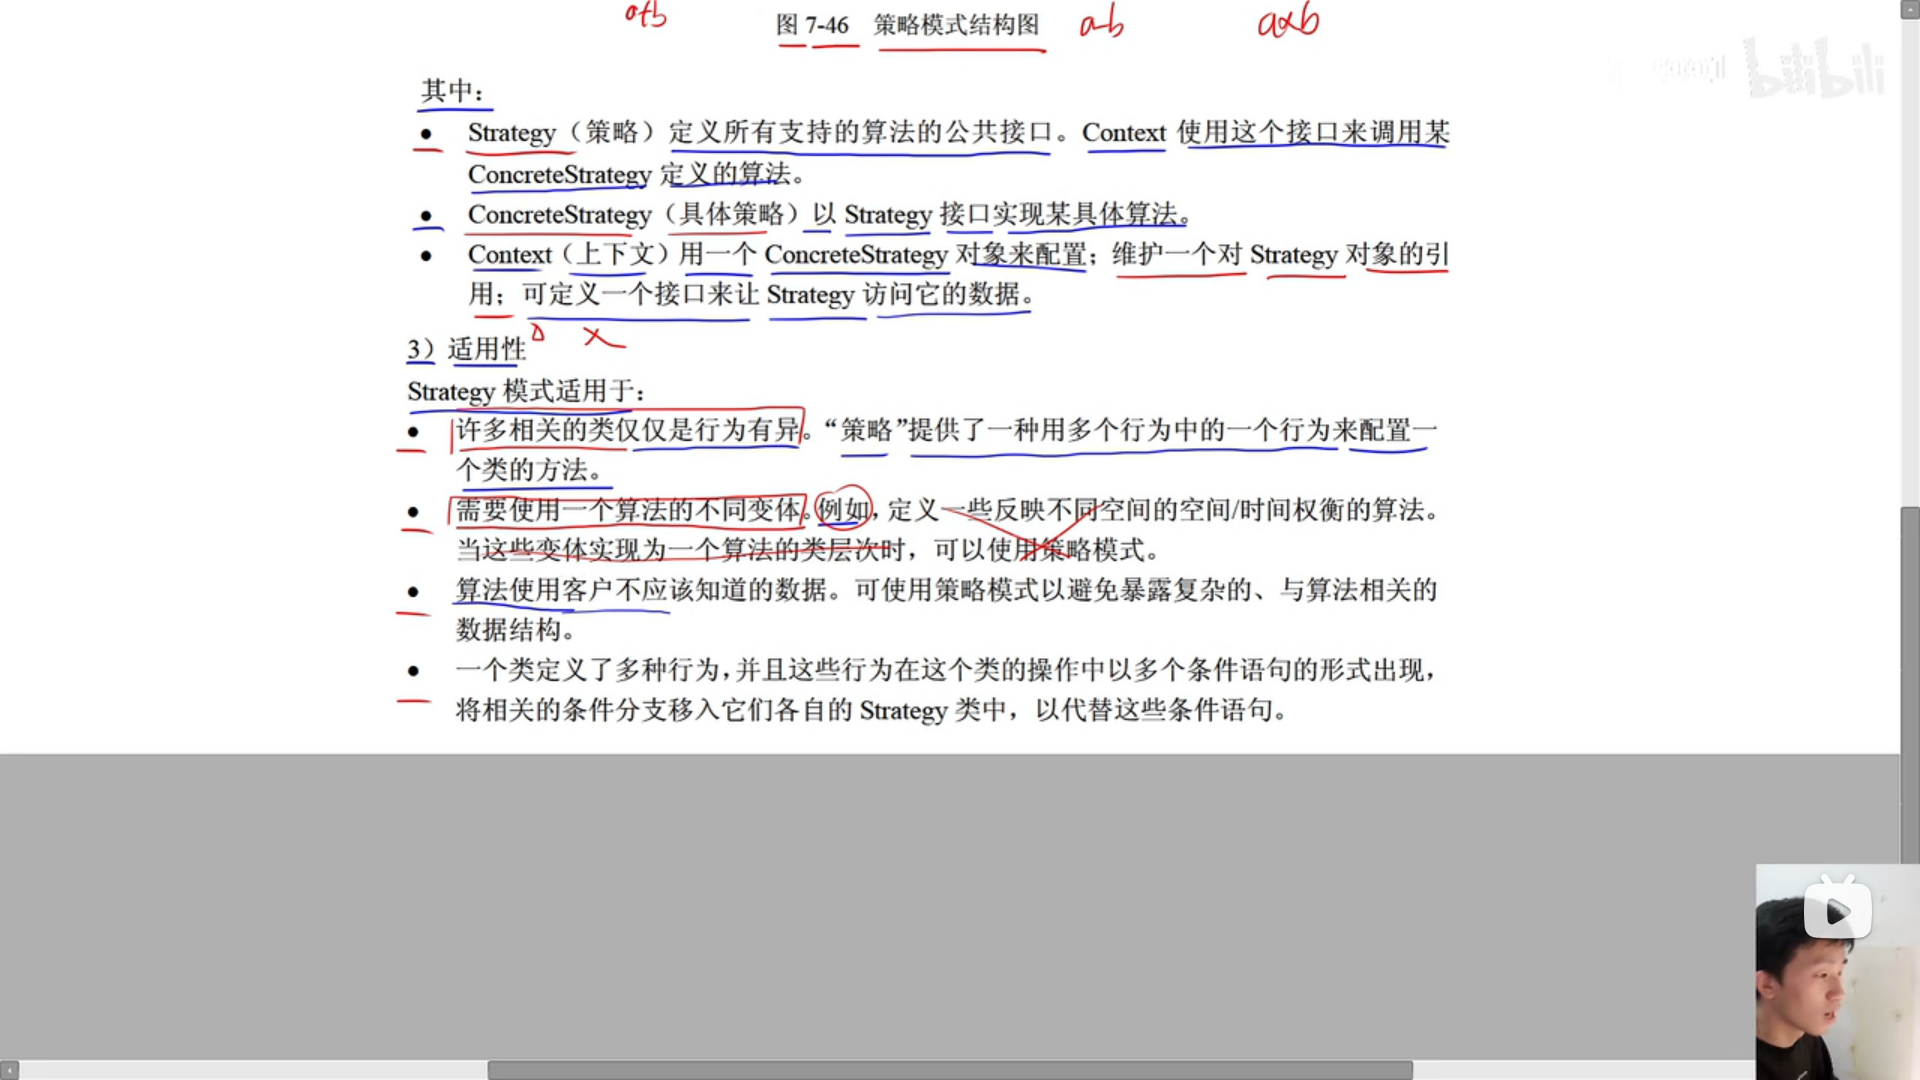 a+b
图 7-46 策略模式结构图
a-b
a×b
bilibili
其中：
● Strategy（策略）定义所有支持的算法的公共接口。Context 使用这个接口来调用某
ConcreteStrategy 定义的算法。
● ConcreteStrategy（具体策略）以 Strategy 接口实现某具体算法。
● Context（上下文）用一个 ConcreteStrategy 对象来配置；维护一个对 Strategy 对象的引
用；可定义一个接口来让 Strategy 访问它的数据。
3）适用性
Strategy 模式适用于：
● 许多相关的类仅仅是行为有异。“策略”提供了一种用多个行为中的一个行为来配置一
个类的方法。
● 需要使用一个算法的不同变体。例如，定义一些反映不同空间的空间/时间权衡的算法。
当这些变体实现为一个算法的类层次时，可以使用策略模式。
● 算法使用客户不应该知道的数据。可使用策略模式以避免暴露复杂的、与算法相关的
数据结构。
● 一个类定义了多种行为，并且这些行为在这个类的操作中以多个条件语句的形式出现，
将相关的条件分支移入它们各自的 Strategy 类中，以代替这些条件语句。